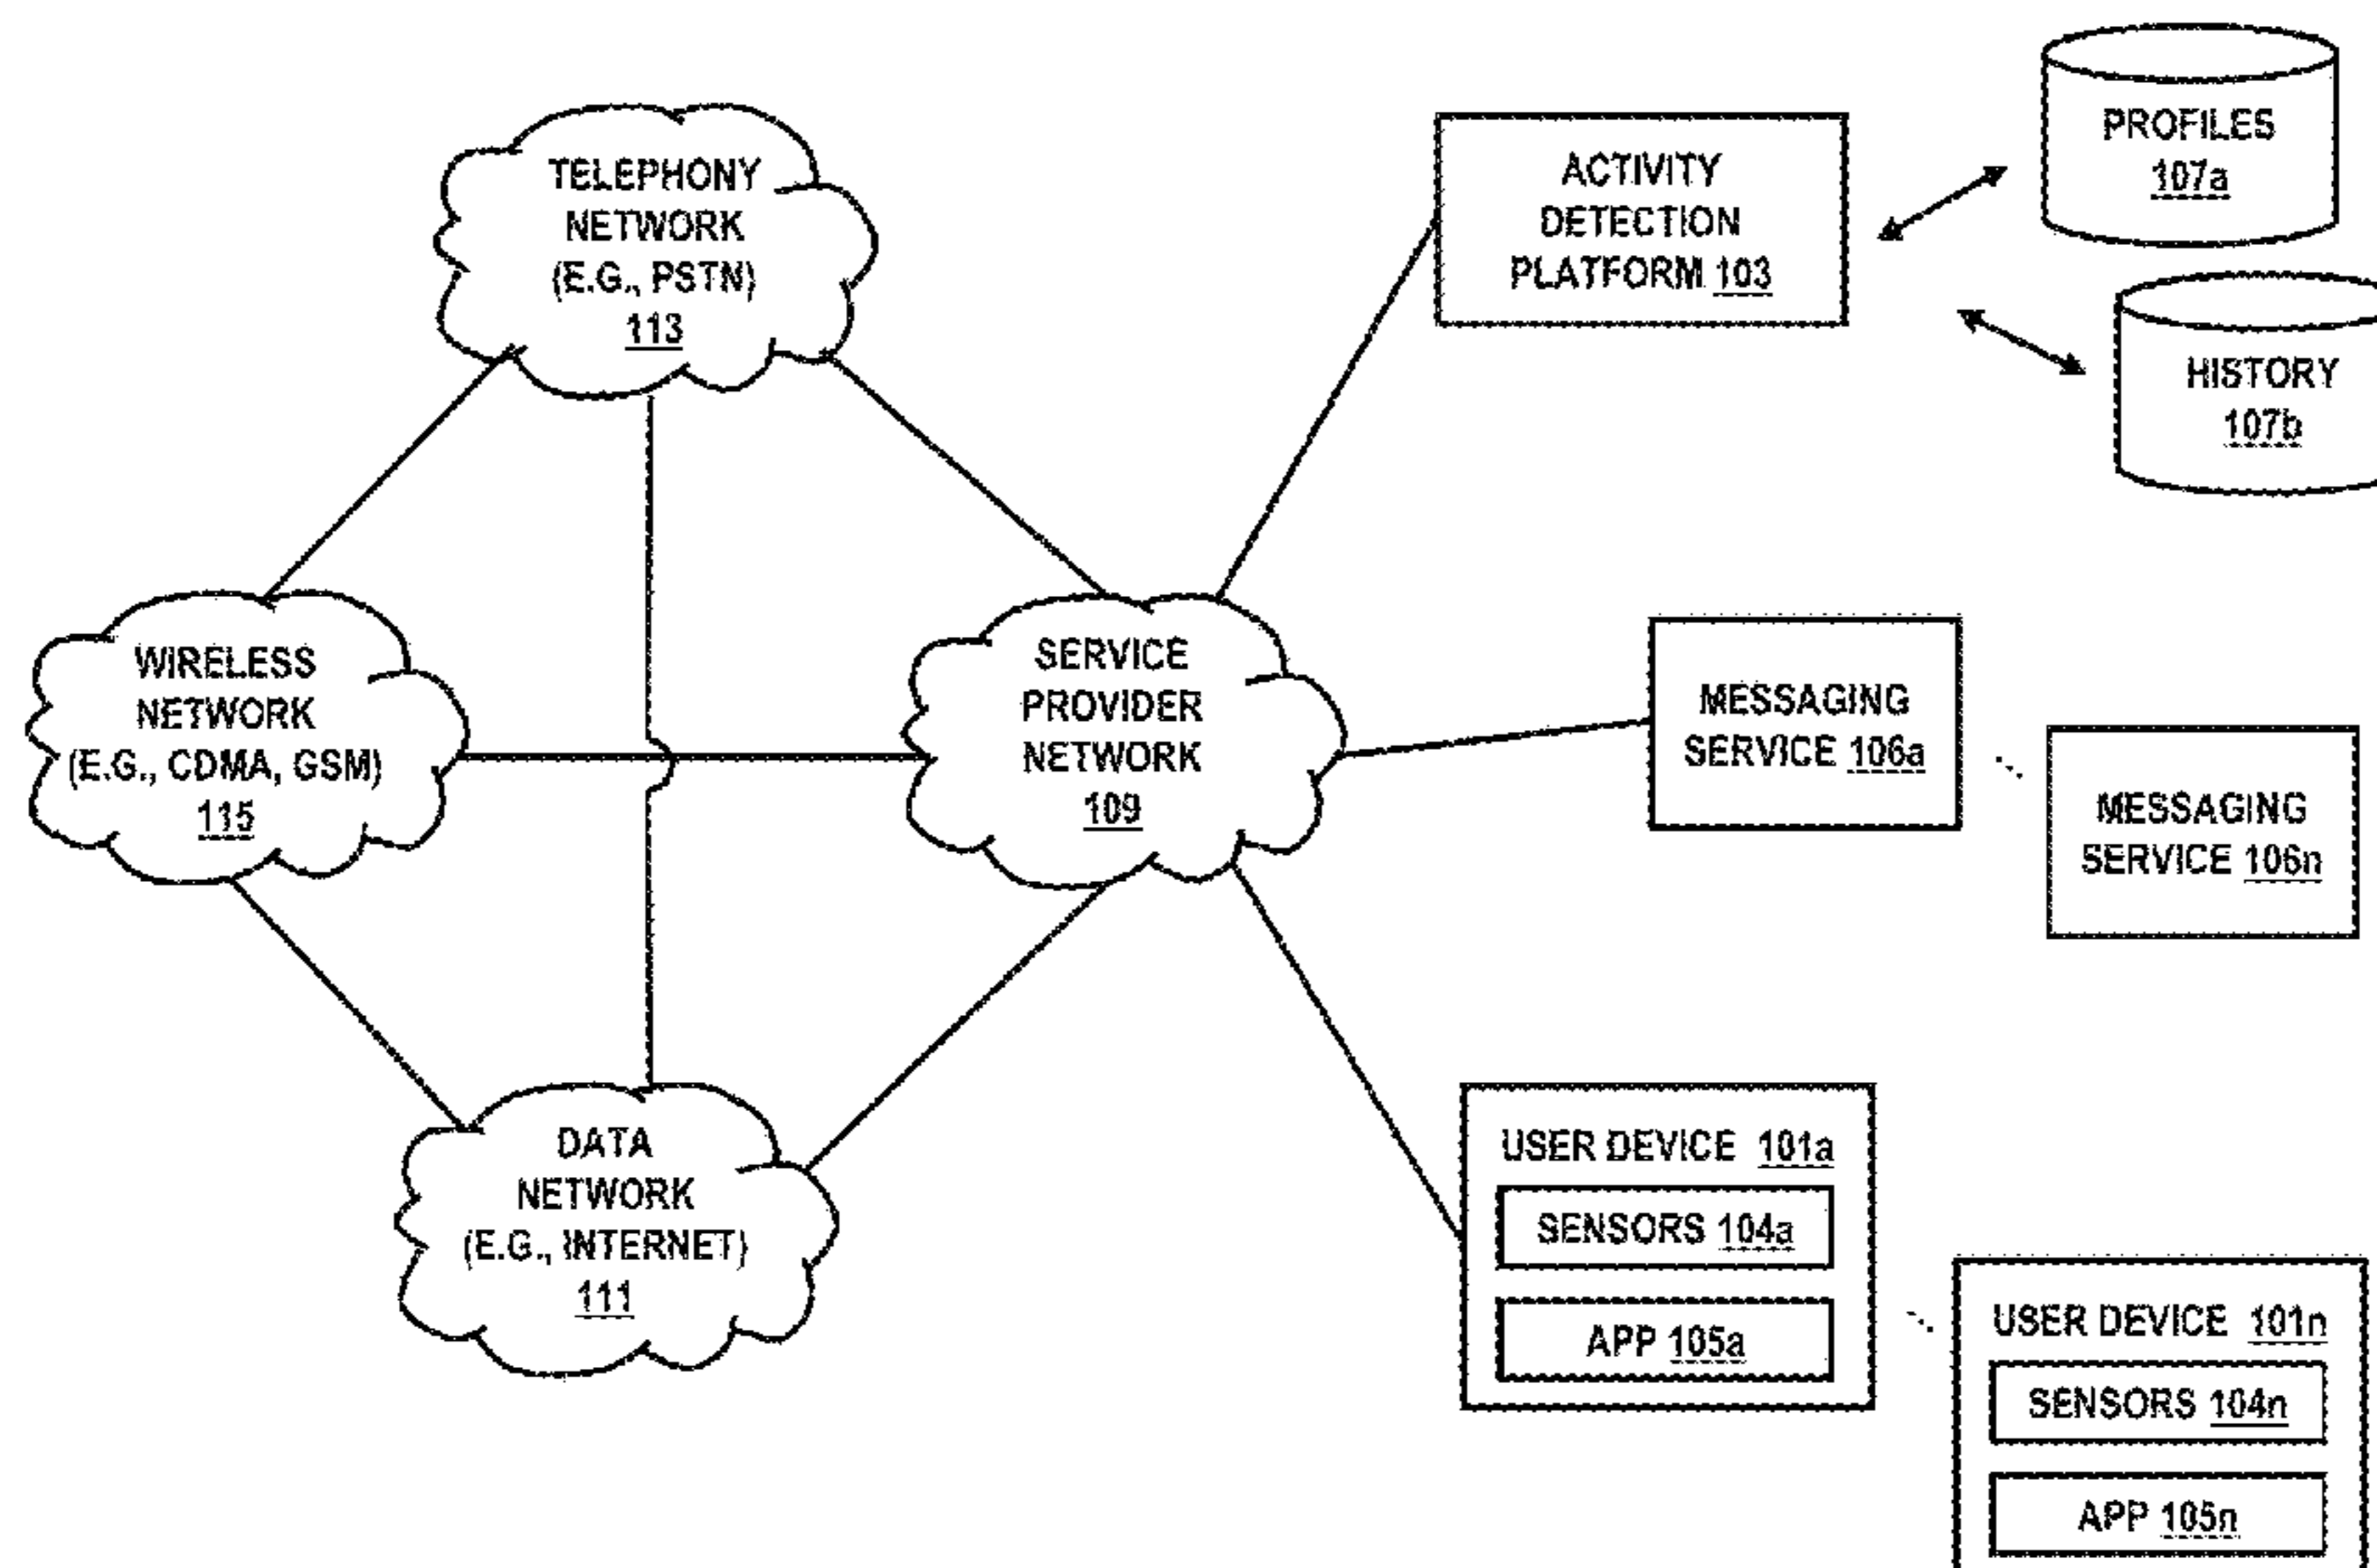 TELEPHONY
NETWORK
(E.G., PSTN)
113
ACTIVITY
DETECTION
PLATFORM 103
PROFILES
107a
HISTORY
107b
WIRELESS
NETWORK
(E.G., CDMA, GSM)
115
SERVICE
PROVIDER
NETWORK
109
MESSAGING
SERVICE 106a
MESSAGING
SERVICE 106n
DATA
NETWORK
(E.G., INTERNET)
111
USER DEVICE 101a
SENSORS 104a
APP 105a
USER DEVICE 101n
SENSORS 104n
APP 105n